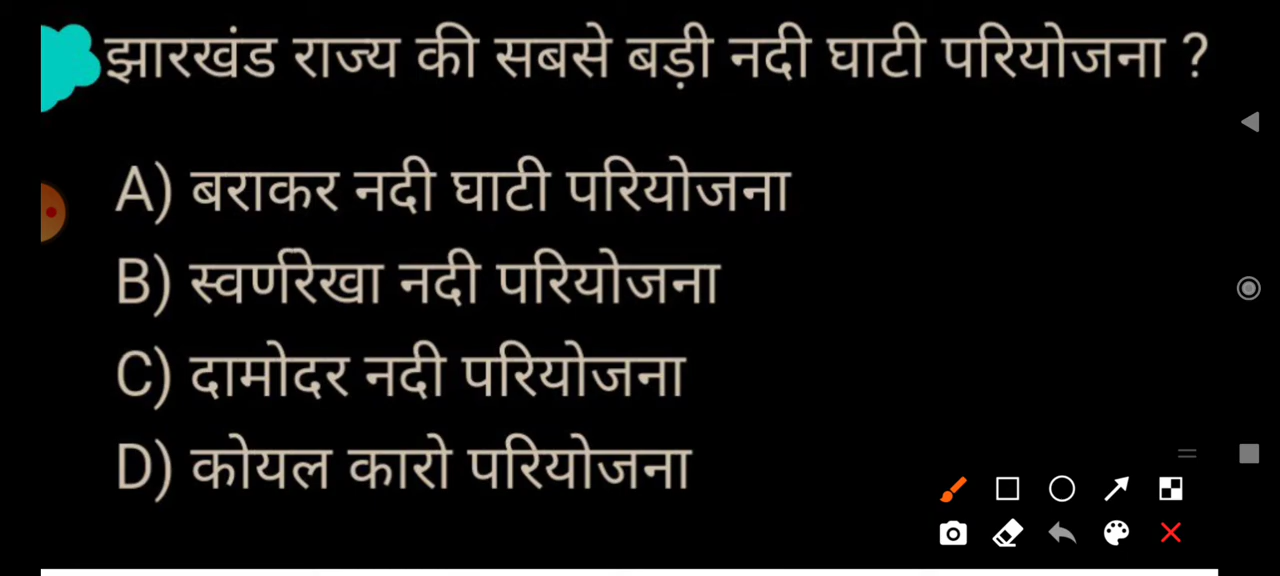 झारखंड राज्य की सबसे बड़ी नदी घाटी परियोजना ?
A) बराकर नदी घाटी परियोजना
B) स्वर्णरेखा नदी परियोजना
C) दामोदर नदी परियोजना
D) कोयल कारो परियोजना